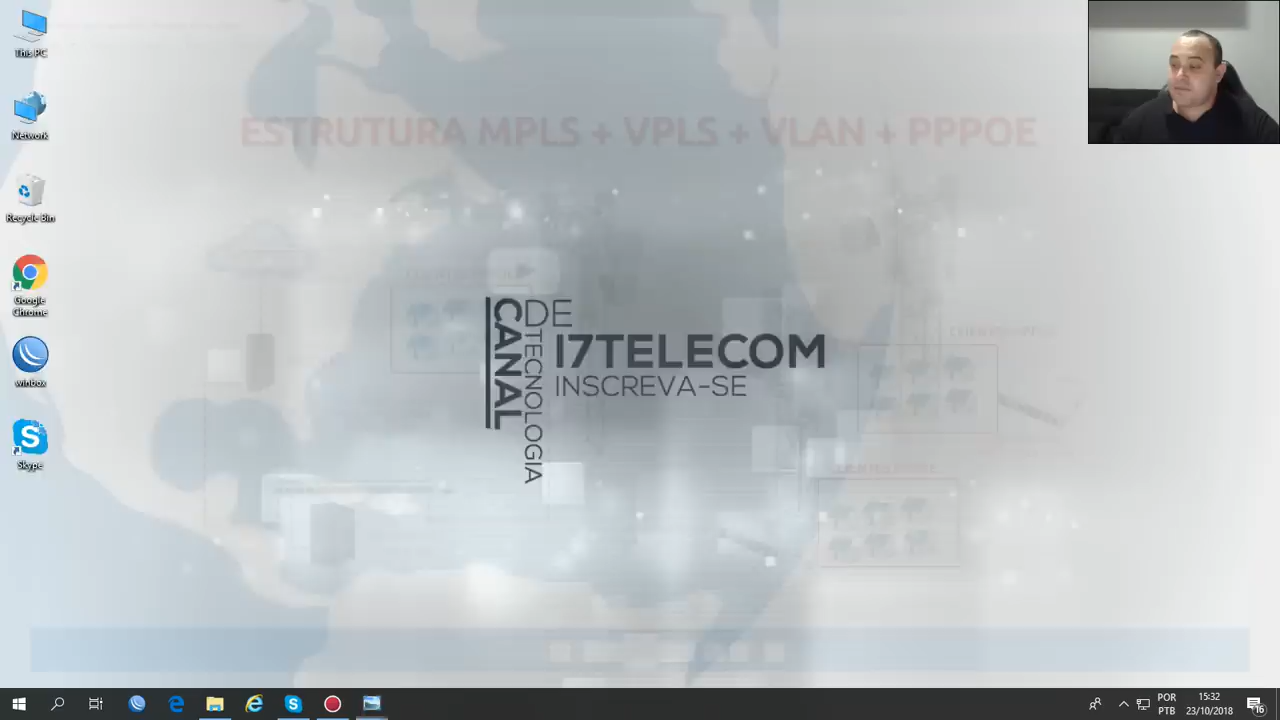 This PC
Network
Recycle Bin
Google
Chrome
winbox
Skype
ESTRUTURA MPLS + VPLS + VLAN + PPPOE
CANAL
DE
TECNOLOGIA
I7TELECOM
INSCREVA-SE
POR
PTB
15:32
23/10/2018
16